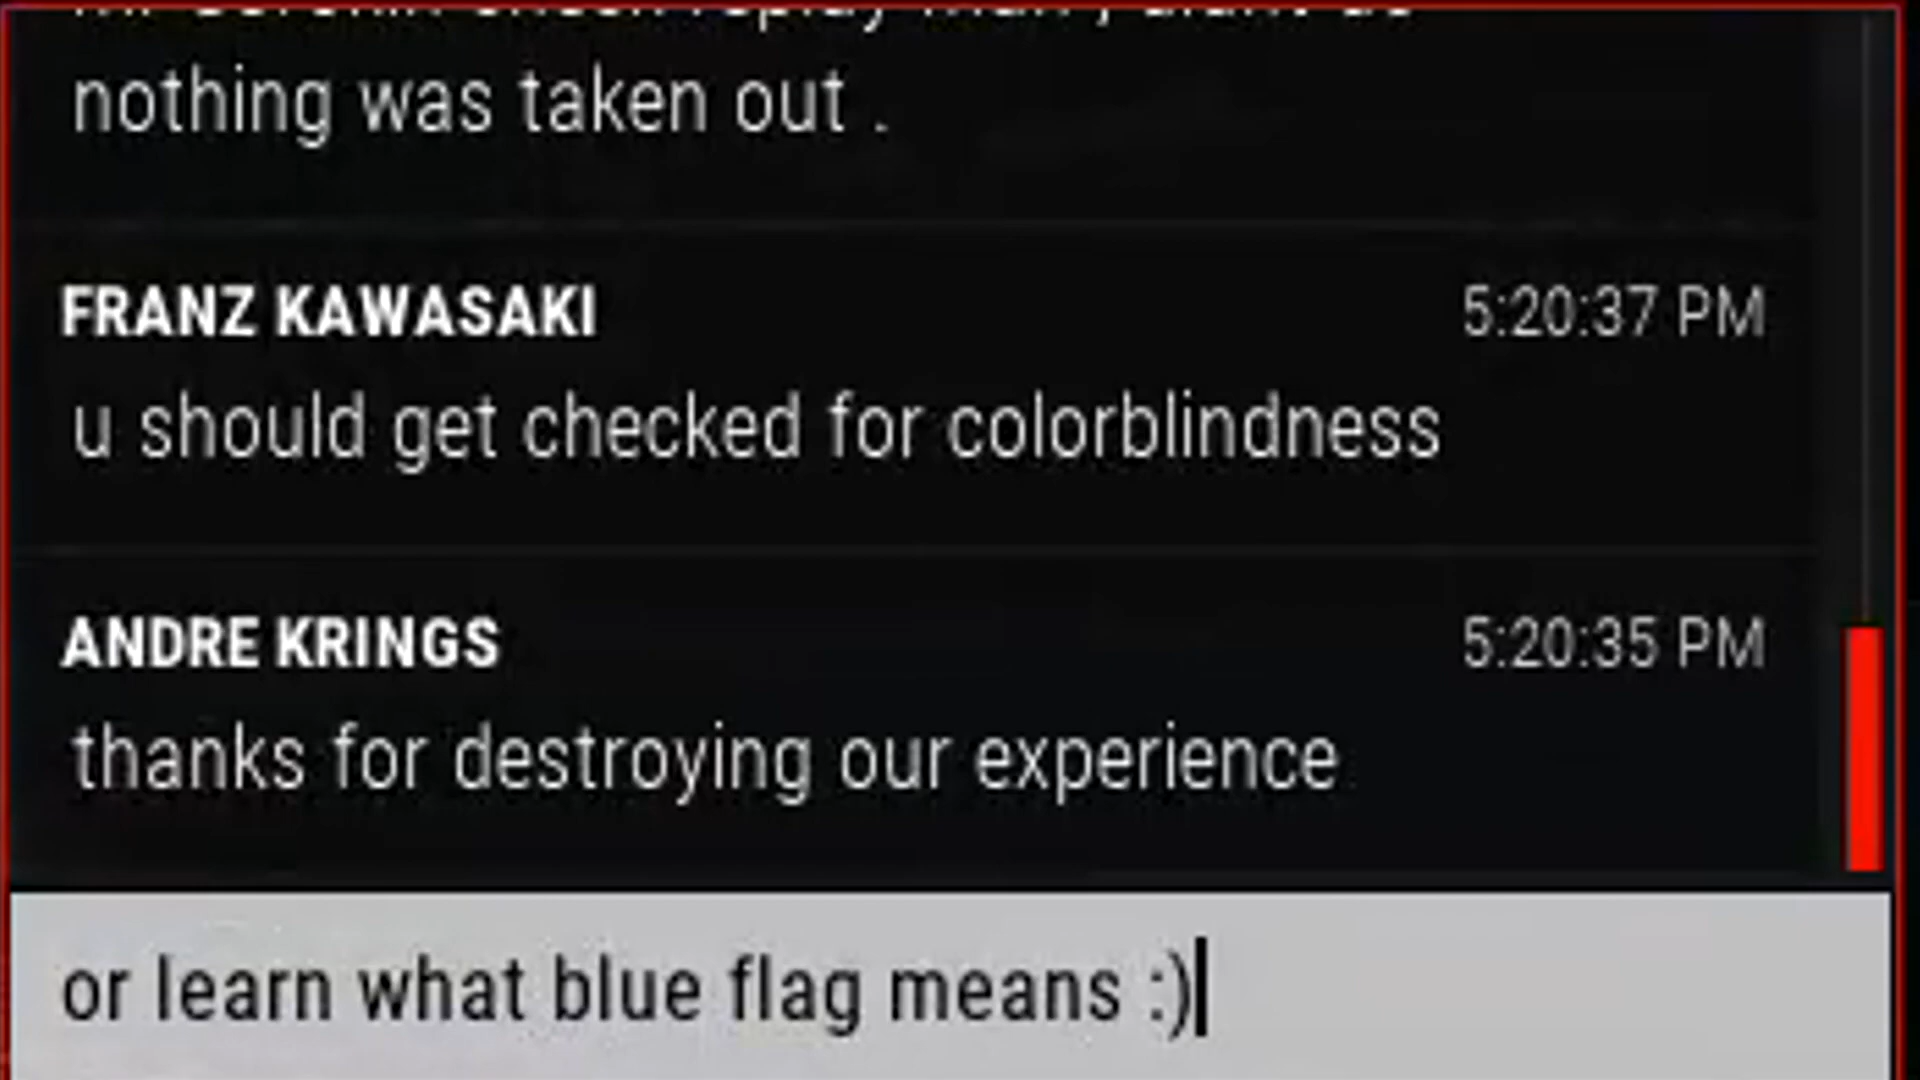 nothing was taken out .
FRANZ KAWASAKI 5:20:37 PM
u should get checked for colorblindness
ANDRE KRINGS 5:20:35 PM
thanks for destroying our experience
or learn what blue flag means :)